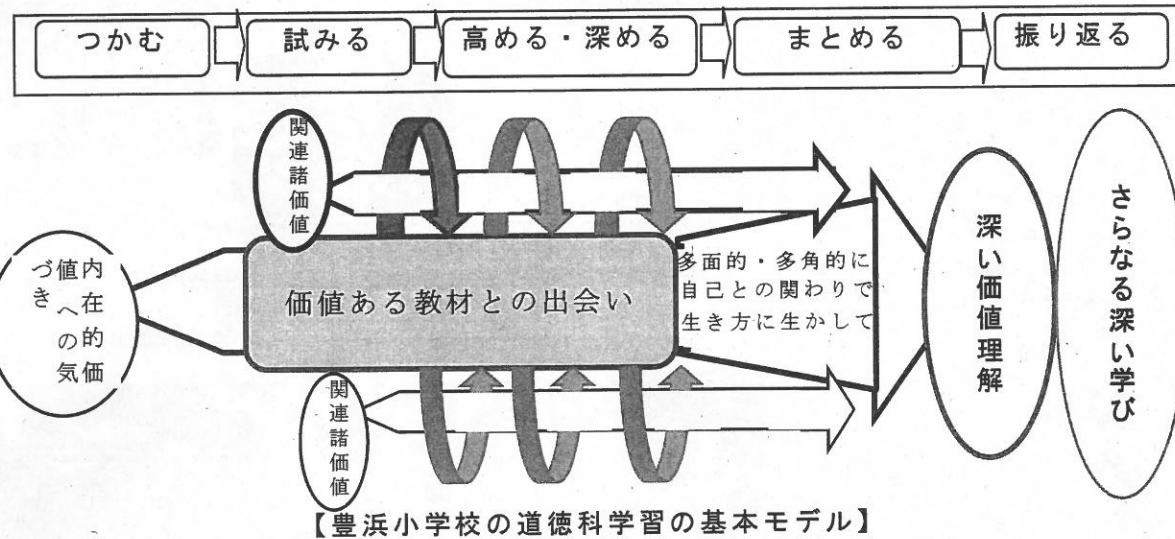 つかむ
試みる
高める・深める
まとめる
振り返る
関連諸価値
内在的価
値への気
づき
価値ある教材との出会い
多面的・多角的に
自己との関わりで
生き方に生かして
深い価値理解
さらなる深い学び
関連諸価値
【豊浜小学校の道徳科学習の基本モデル】